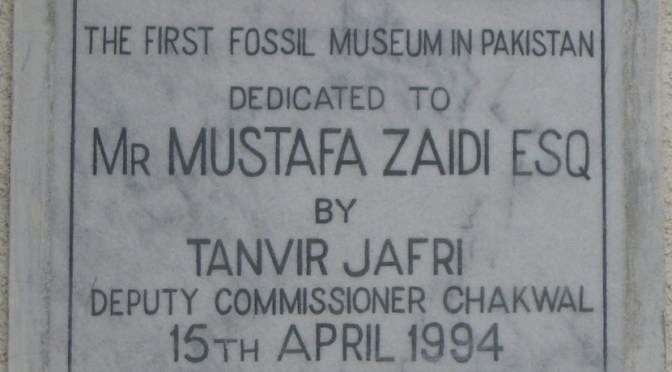 THE FIRST FOSSIL MUSEUM IN PAKISTAN
DEDICATED TO
MR MUSTAFA ZAIDI ESQ
BY
TANVIR JAFRI
DEPUTY COMMISSIONER CHAKWAL
15TH APRIL 1994